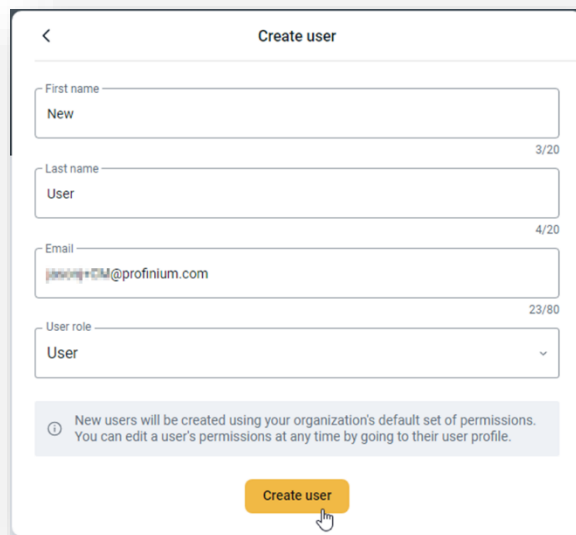 Create user
First name
New
3/20
Last name
User
4/20
Email
@profinium.com
23/80
User role
User
New users will be created using your organization's default set of permissions.
You can edit a user's permissions at any time by going to their user profile.
Create user